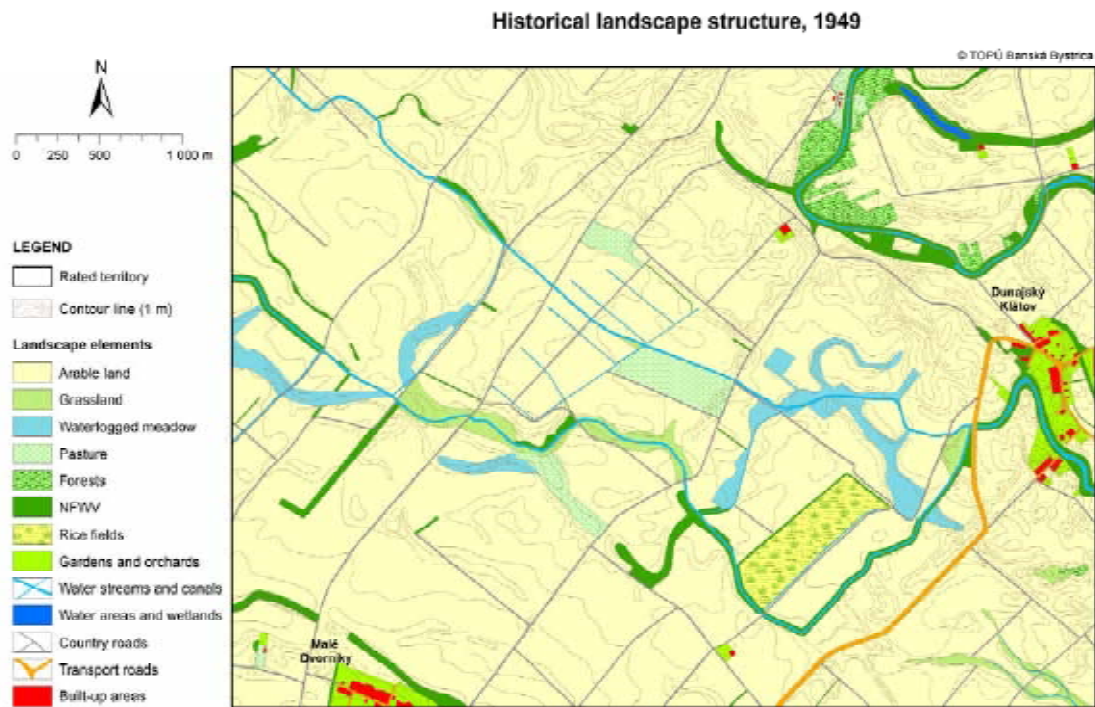 Historical landscape structure, 1949
© TOPÚ Banská Bystrica
N
0 250 500 1 000 m
LEGEND
Rated territory
Contour line (1 m)
Landscape elements
Arable land
Grassland
Waterlogged meadow
Pasture
Forests
NFWV
Rice fields
Gardens and orchards
Water streams and canals
Water areas and wetlands
Country roads
Transport roads
Built-up areas
Dunajský
Klátov
Malé
Dvorníky